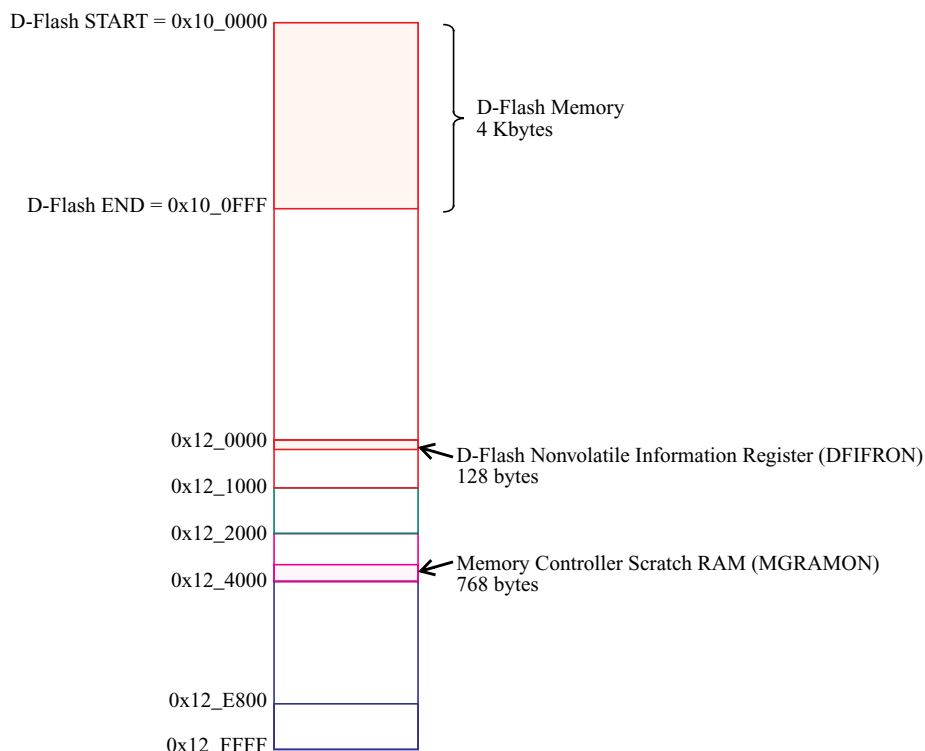 D-Flash START = 0x10_0000
D-Flash Memory
4 Kbytes
D-Flash END = 0x10_0FFF
0x12_0000
D-Flash Nonvolatile Information Register (DFIFRON)
128 bytes
0x12_1000
0x12_2000
Memory Controller Scratch RAM (MGRAMON)
768 bytes
0x12_4000
0x12_E800
0x12_FFFF